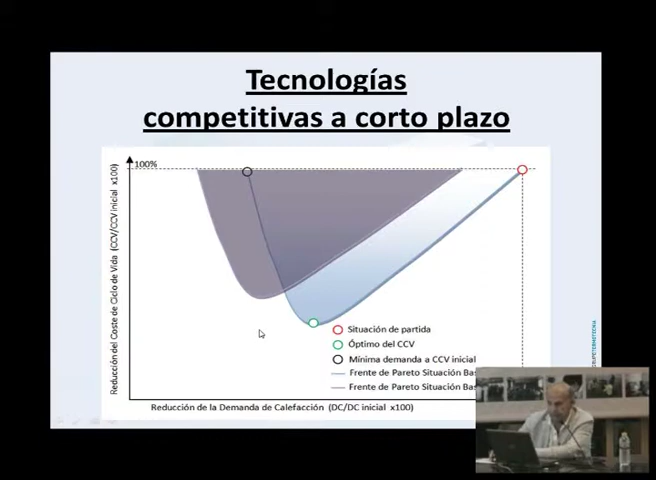 Tecnologías
competitivas a corto plazo
100%
Reducción del Coste de Ciclo de Vida (CCV/CCV inicial x100)
Situación de partida
Óptimo del CCV
Mínima demanda a CCV inicial
Frente de Pareto Situación Bas
Frente de Pareto Situación Bas
Reducción de la Demanda de Calefacción (DC/DC inicial x100)